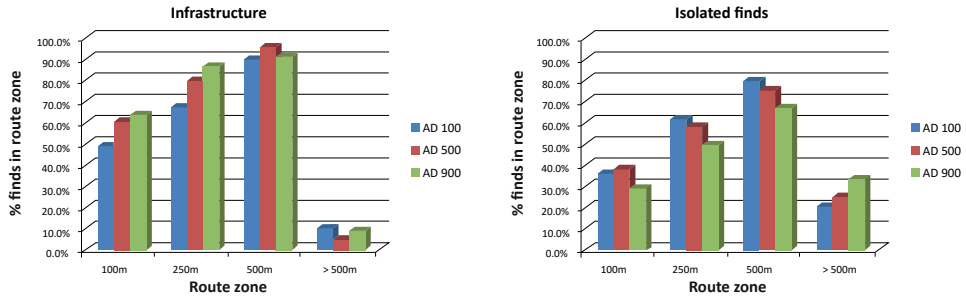 Infrastructure
% finds in route zone
100.0%
90.0%
80.0%
70.0%
60.0%
50.0%
40.0%
30.0%
20.0%
10.0%
0.0%
100m
250m
500m
> 500m
Route zone
AD 100
AD 500
AD 900
Isolated finds
% finds in route zone
100.0%
90.0%
80.0%
70.0%
60.0%
50.0%
40.0%
30.0%
20.0%
10.0%
0.0%
100m
250m
500m
> 500m
Route zone
AD 100
AD 500
AD 900